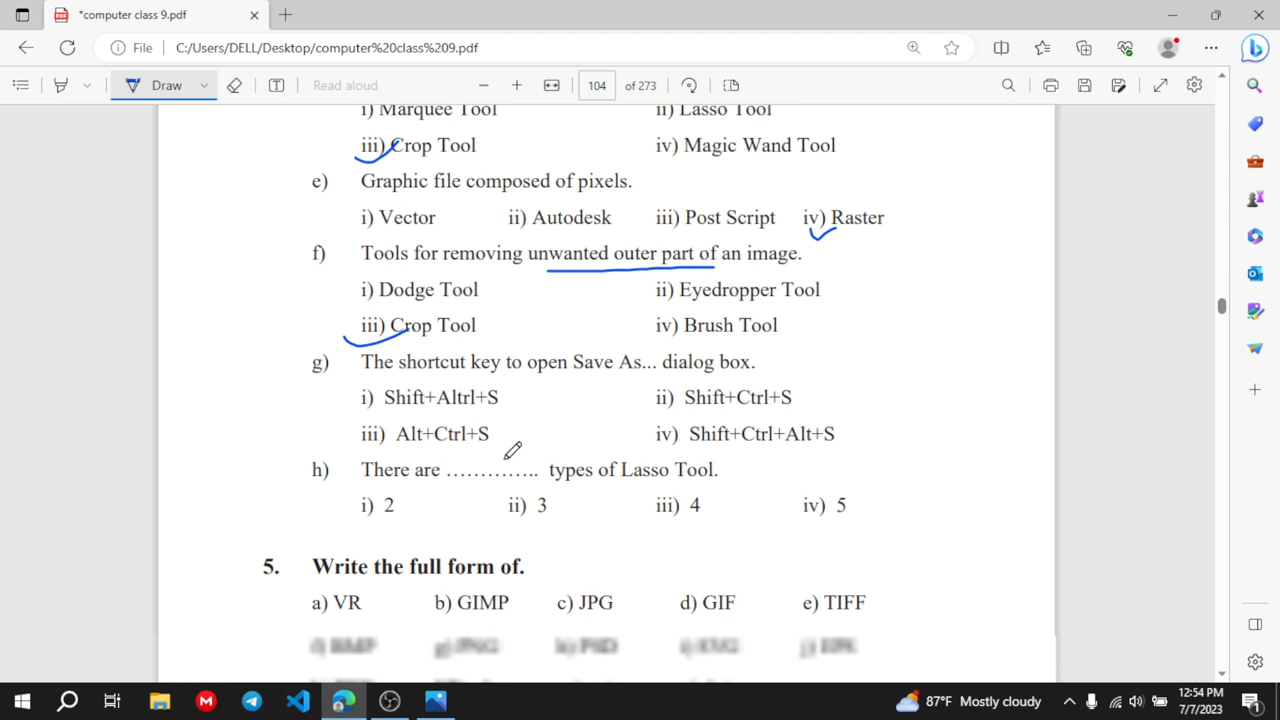 *computer class 9.pdf
File C:/Users/DELL/Desktop/computer%20class%209.pdf
Draw Read aloud 104 of 273
i) Marquee Tool ii) Lasso Tool
iii) Crop Tool iv) Magic Wand Tool
e) Graphic file composed of pixels.
i) Vector ii) Autodesk iii) Post Script iv) Raster
f) Tools for removing unwanted outer part of an image.
i) Dodge Tool ii) Eyedropper Tool
iii) Crop Tool iv) Brush Tool
g) The shortcut key to open Save As... dialog box.
i) Shift+Altrl+S ii) Shift+Ctrl+S
iii) Alt+Ctrl+S iv) Shift+Ctrl+Alt+S
h) There are ………….. types of Lasso Tool.
i) 2 ii) 3 iii) 4 iv) 5
5. Write the full form of.
a) VR b) GIMP c) JPG d) GIF e) TIFF
87°F Mostly cloudy 12:54 PM
7/7/2023